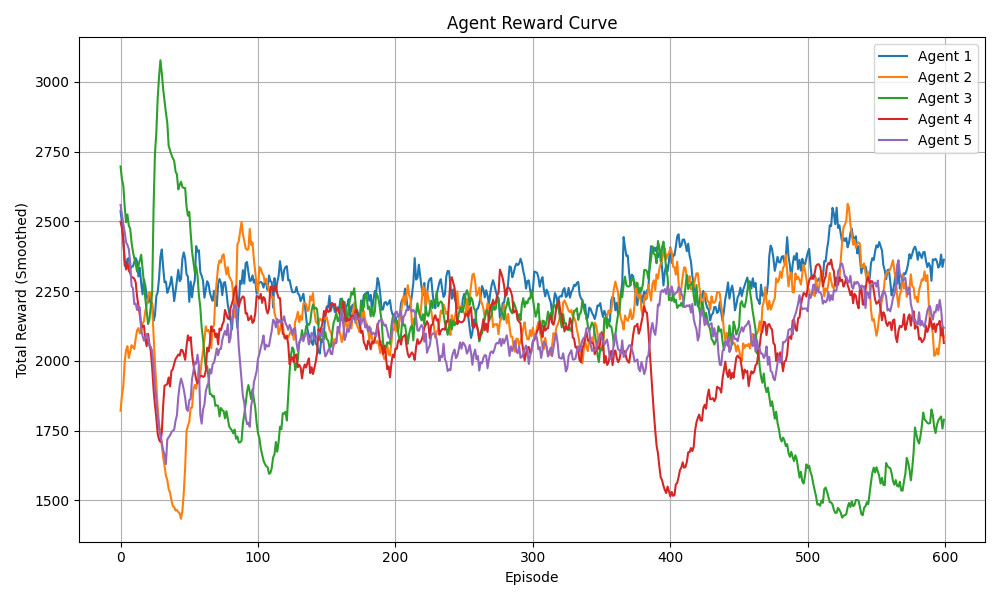 Agent Reward Curve
Total Reward (Smoothed)
3000
2750
2500
2250
2000
1750
1500
0 100 200 300 400 500 600
Episode
Agent 1
Agent 2
Agent 3
Agent 4
Agent 5